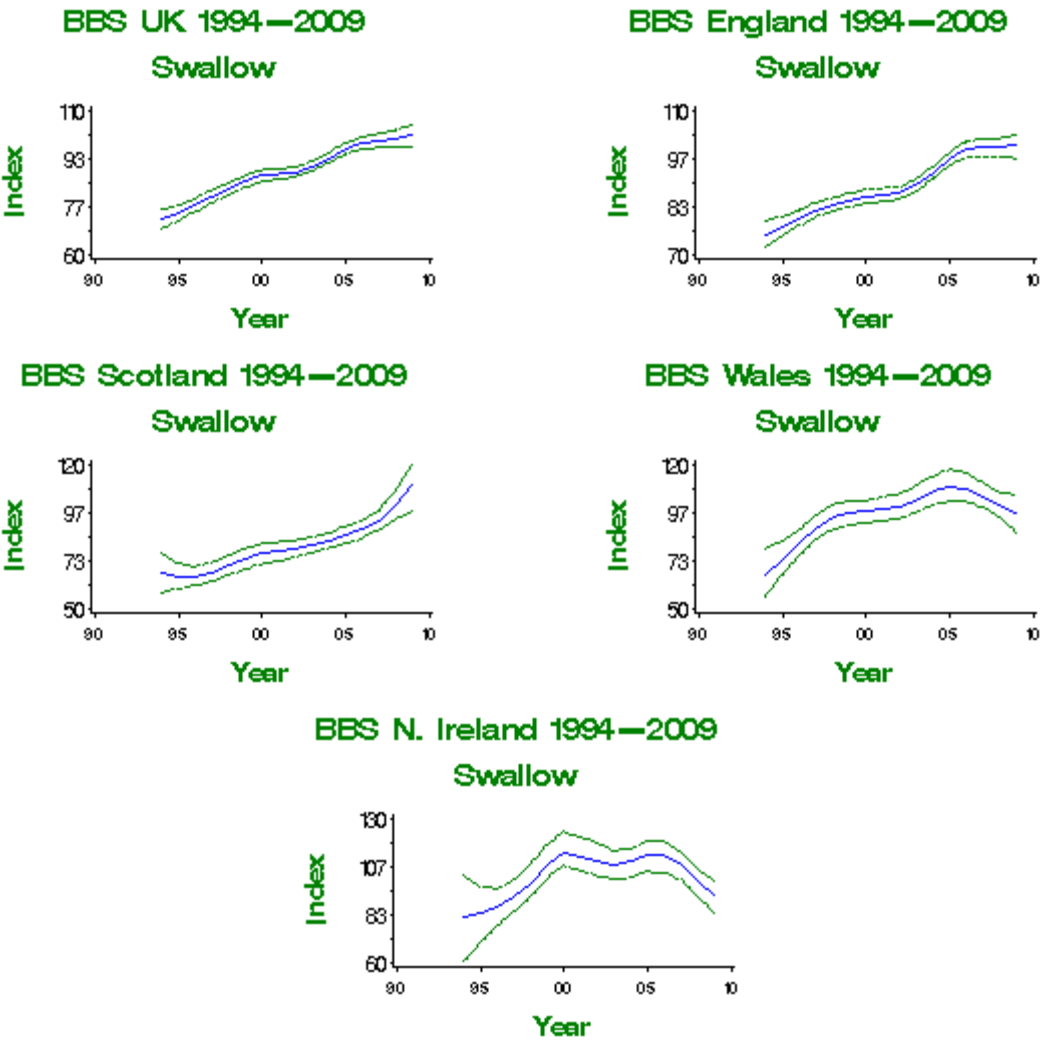 BBS UK 1994—2009
Swallow
110
93
77
60
Index
90 95 00 05 10
Year
BBS England 1994—2009
Swallow
110
97
83
70
Index
90 95 00 05 10
Year
BBS Scotland 1994—2009
Swallow
120
97
73
50
Index
90 95 00 05 10
Year
BBS Wales 1994—2009
Swallow
120
97
73
50
Index
90 95 00 05 10
Year
BBS N. Ireland 1994—2009
Swallow
130
107
83
60
Index
90 95 00 05 10
Year